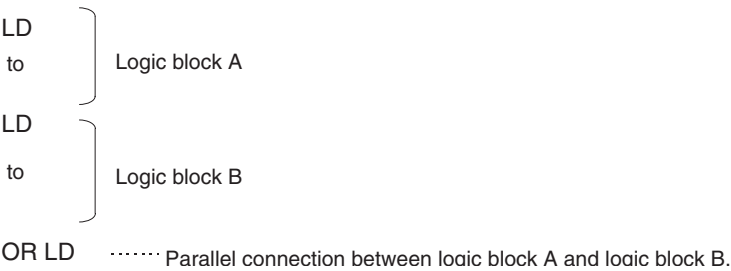 LD
to
Logic block A
LD
to
Logic block B
OR LD ········ Parallel connection between logic block A and logic block B.